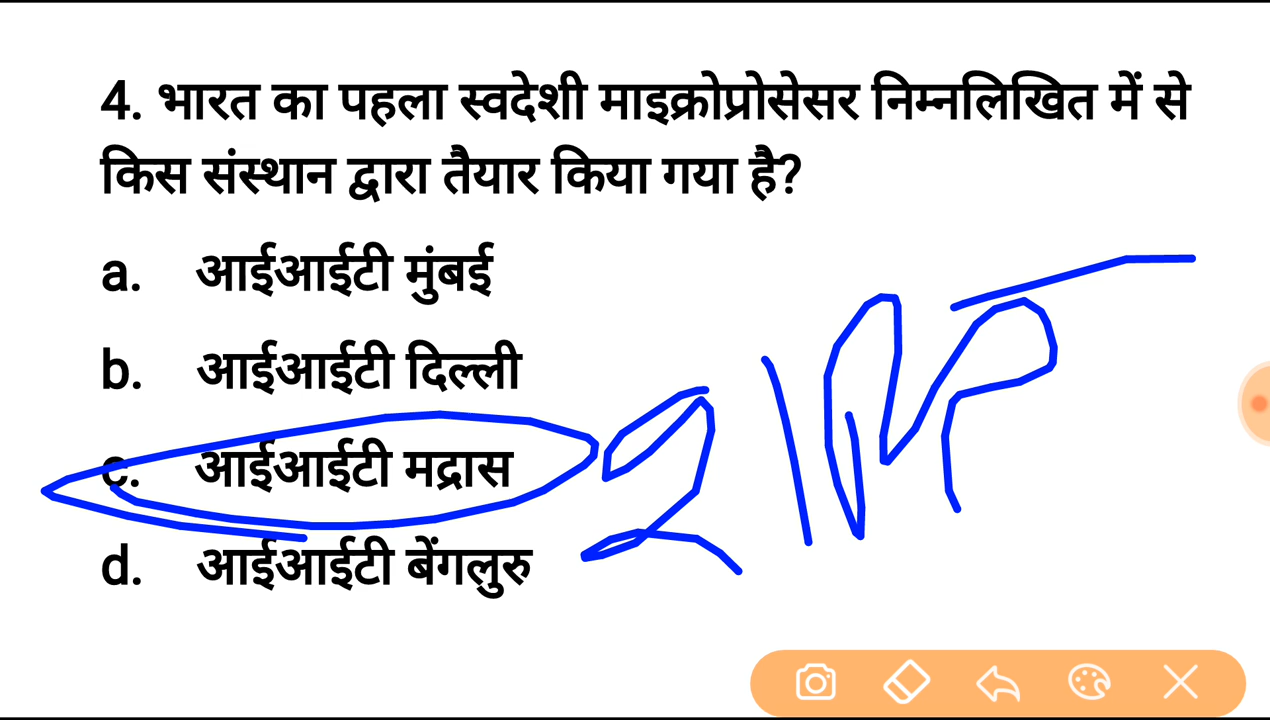 4. भारत का पहला स्वदेशी माइक्रोप्रोसेसर निम्नलिखित में से
किस संस्थान द्वारा तैयार किया गया है?
a. आईआईटी मुंबई
b. आईआईटी दिल्ली
c. आईआईटी मद्रास
d. आईआईटी बेंगलुरु